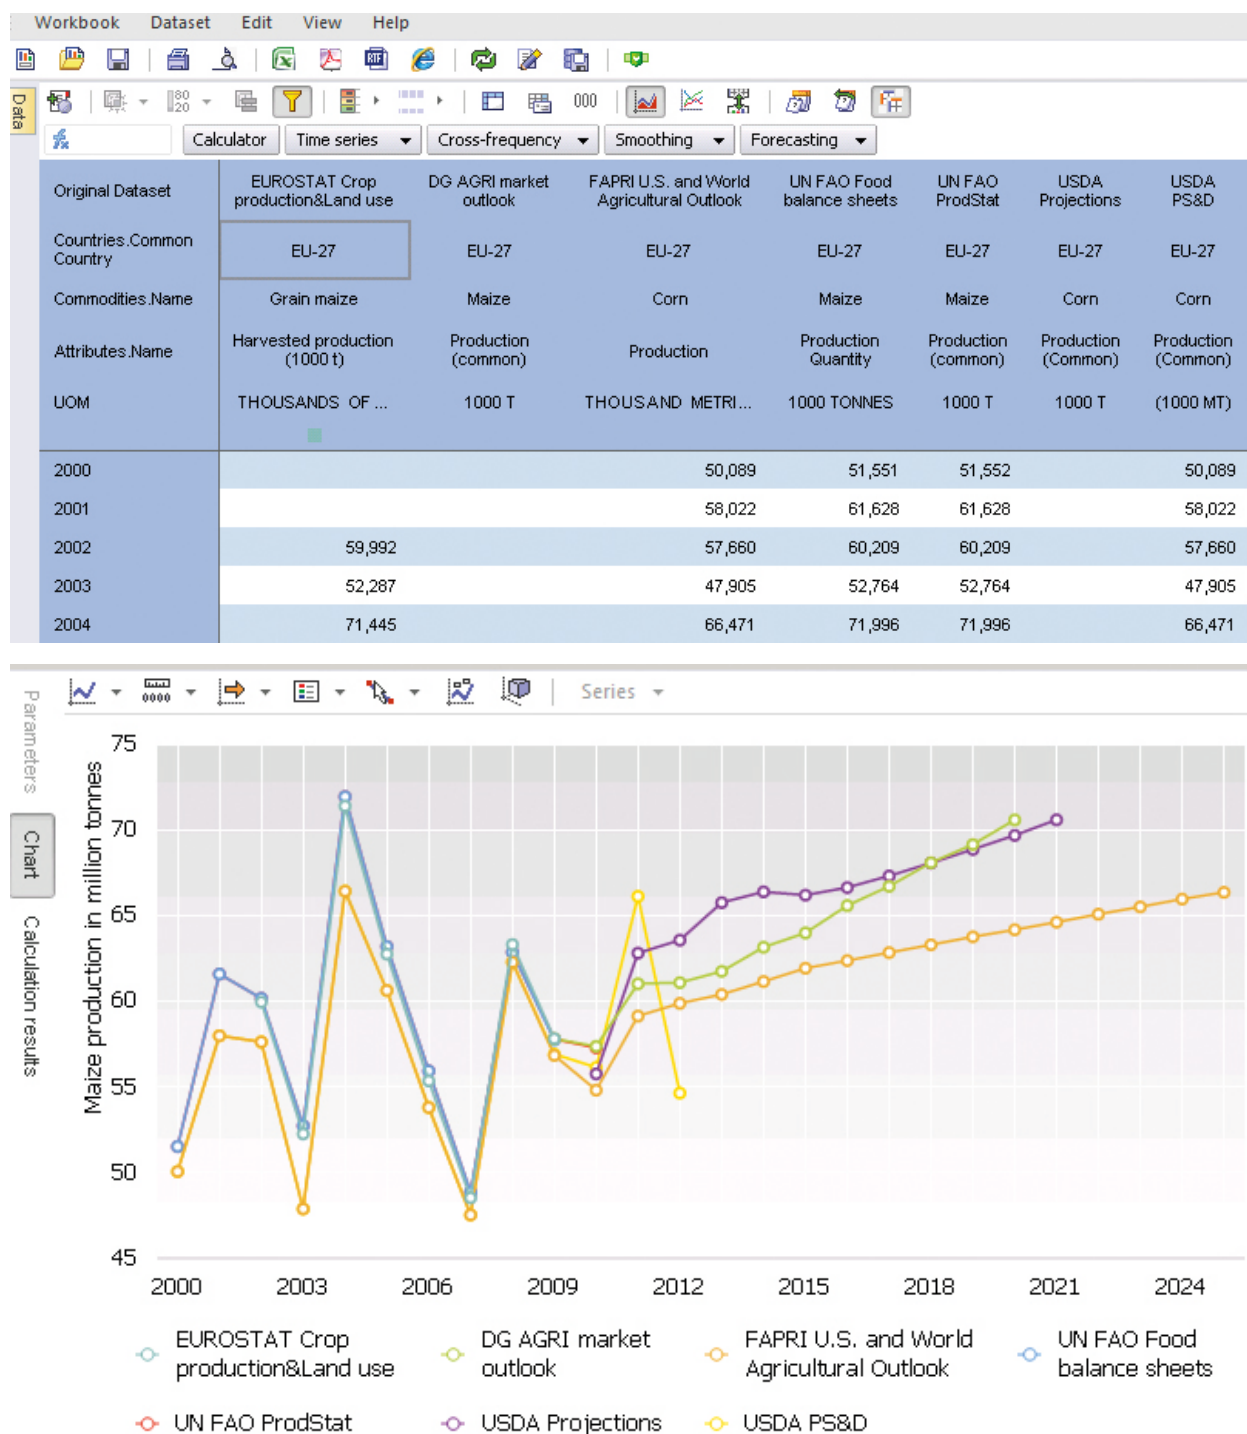 Workbook Dataset Edit View Help
Data
Calculator Time series Cross-frequency Smoothing Forecasting
Original Dataset EUROSTAT Crop production&Land use DG AGRI market outlook FAPRI U.S. and World Agricultural Outlook UN FAO Food balance sheets UN FAO ProdStat USDA Projections USDA PS&D
Countries.Common Country EU-27 EU-27 EU-27 EU-27 EU-27 EU-27 EU-27
Commodities.Name Grain maize Maize Corn Maize Maize Corn Corn
Attributes.Name Harvested production (1000 t) Production (common) Production Production Quantity Production (common) Production (Common) Production (Common)
UOM THOUSANDS OF ... 1000 T THOUSAND METRI... 1000 TONNES 1000 T 1000 T (1000 MT)
2000 50,089 51,551 51,552 50,089
2001 58,022 61,628 61,628 58,022
2002 59,992 57,660 60,209 60,209 57,660
2003 52,287 47,905 52,764 52,764 47,905
2004 71,445 66,471 71,996 71,996 66,471
Series
Parameters
Chart
Calculation results
Maize production in million tonnes
75
70
65
60
55
50
45
2000 2003 2006 2009 2012 2015 2018 2021 2024
EUROSTAT Crop production&Land use DG AGRI market outlook FAPRI U.S. and World Agricultural Outlook UN FAO Food balance sheets
UN FAO ProdStat USDA Projections USDA PS&D